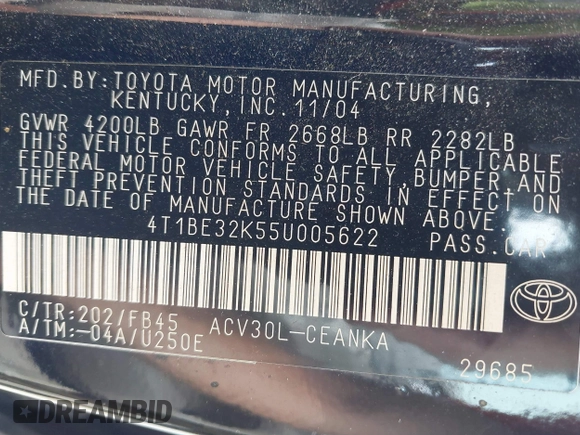 MFD.BY:TOYOTA MOTOR MANUFACTURING,
KENTUCKY,INC.11/04
GVWR 4200LB GAWR FR 2668LB RR 2282LB
THIS VEHICLE CONFORMS TO ALL APPLICABLE
FEDERAL MOTOR VEHICLE SAFETY,BUMPER,AND
THEFT PREVENTION STANDARDS IN EFFECT ON
THE DATE OF MANUFACTURE SHOWN ABOVE.
4T1BE32K55U005622 PASS.CAR
C/TR:202/FB45 ACV30L-CEANKA
A/TM:-04A/U250E
29685
DREAMBID